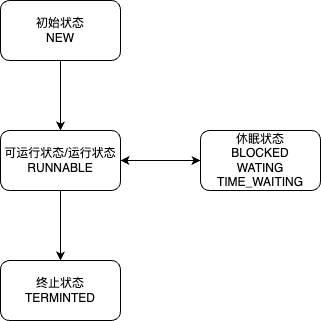 初始状态
NEW
可运行状态/运行状态
RUNNABLE
休眠状态
BLOCKED
WATING
TIME_WAITING
终止状态
TERMINTED